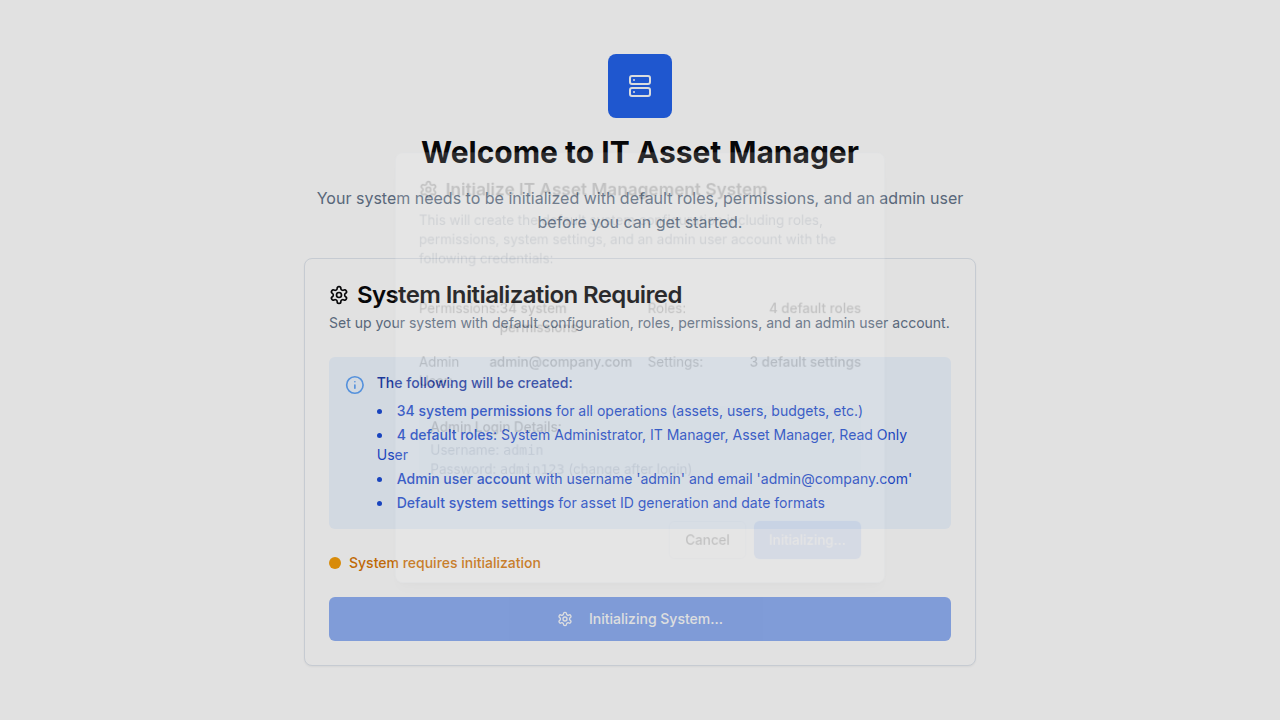 Welcome to IT Asset Manager
Your system needs to be initialized with default roles, permissions, and an admin user
before you can get started.
System Initialization Required
Set up your system with default configuration, roles, permissions, and an admin user account.
The following will be created:
34 system permissions for all operations (assets, users, budgets, etc.)
4 default roles: System Administrator, IT Manager, Asset Manager, Read Only
User
Admin user account with username 'admin' and email 'admin@company.com'
Default system settings for asset ID generation and date formats
System requires initialization
Initializing System...
Initialize IT Asset Management System
This will create the default system configuration including roles,
permissions, system settings, and an admin user account with the
following credentials:
Permissions: 34 system permissions
Roles: 4 default roles
Admin
admin@company.com
Settings: 3 default settings
Admin Login Details:
Username: admin
Password: admin123 (change after login)
Cancel
Initializing...